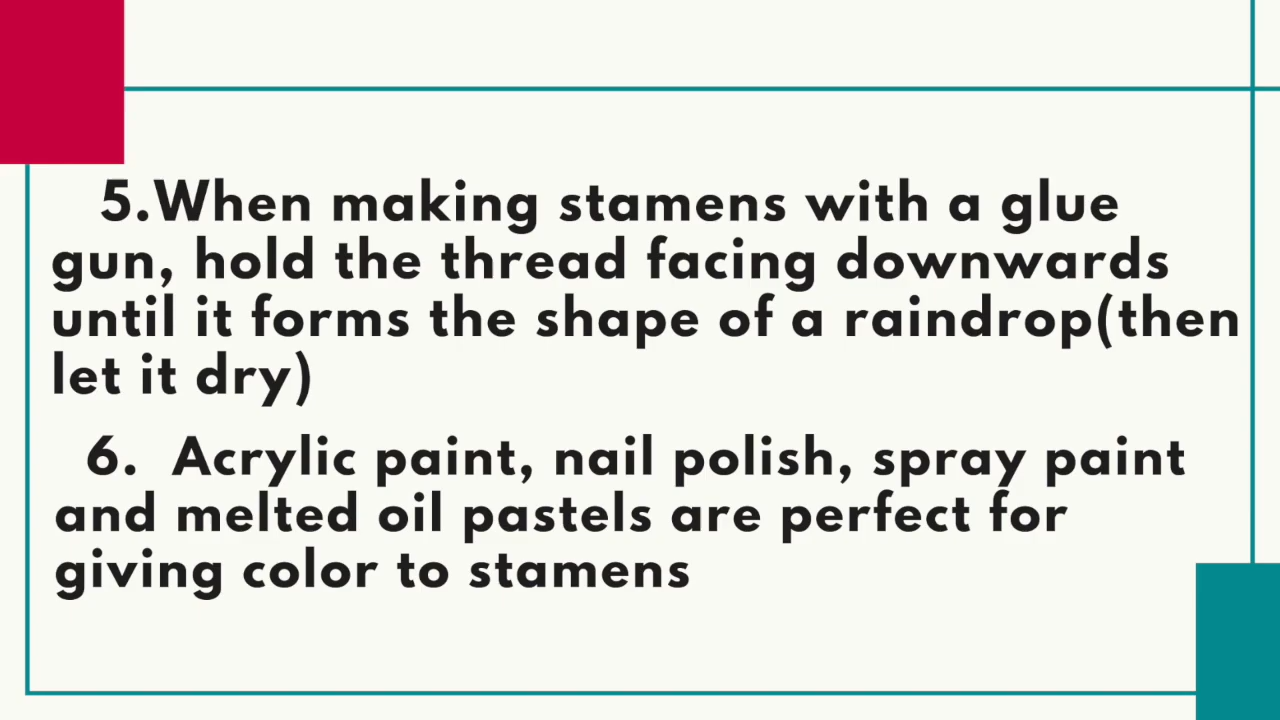 5.When making stamens with a glue
gun, hold the thread facing downwards
until it forms the shape of a raindrop(then
let it dry)
6. Acrylic paint, nail polish, spray paint
and melted oil pastels are perfect for
giving color to stamens